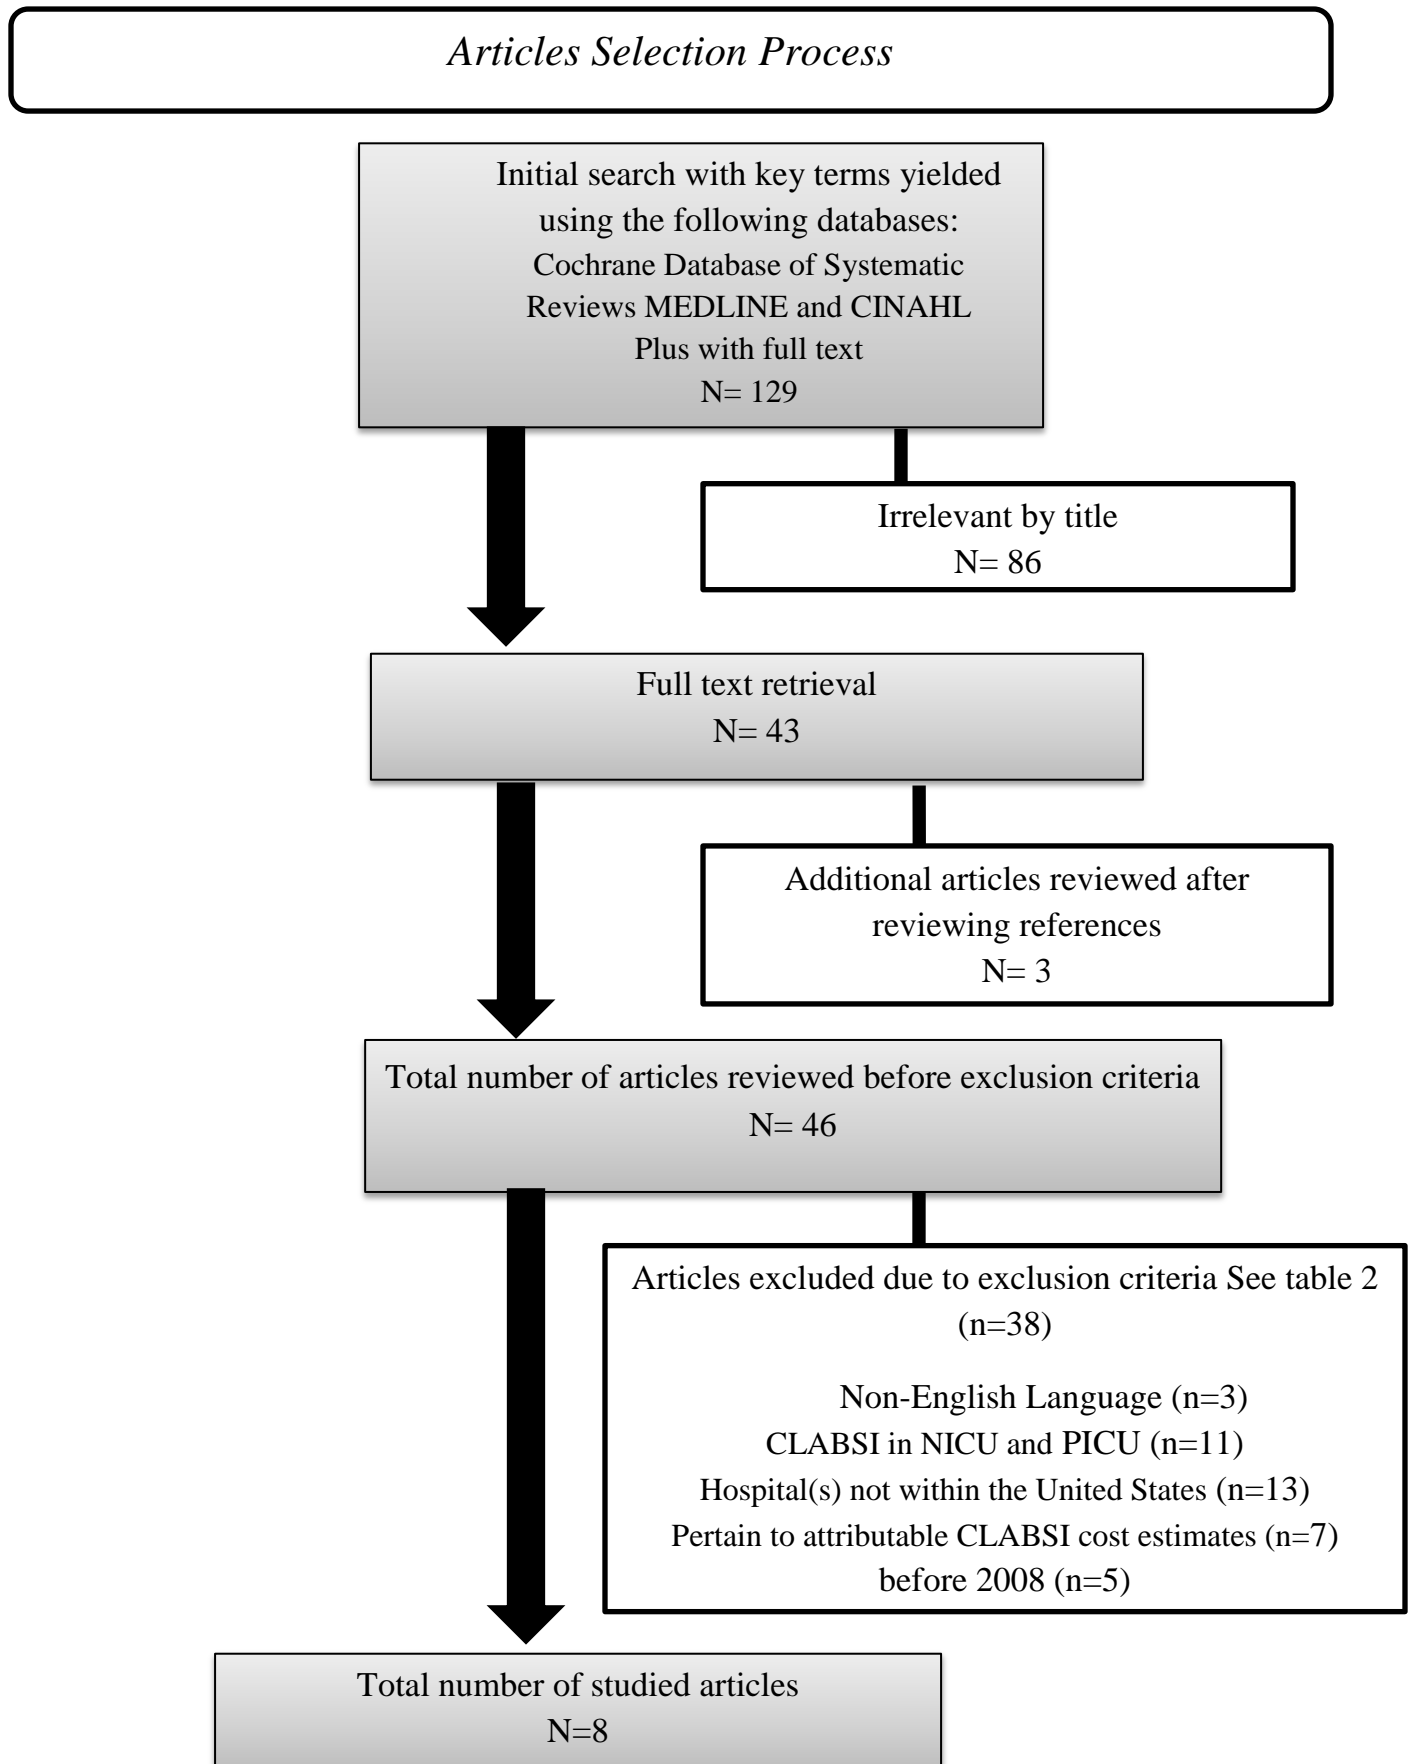 Articles Selection Process
Initial search with key terms yielded
using the following databases:
Cochrane Database of Systematic
Reviews MEDLINE and CINAHL
Plus with full text
N= 129
Irrelevant by title
N= 86
Full text retrieval
N= 43
Additional articles reviewed after
reviewing references
N= 3
Total number of articles reviewed before exclusion criteria
N= 46
Articles excluded due to exclusion criteria See table 2
(n=38)
Non-English Language (n=3)
CLABSI in NICU and PICU (n=11)
Hospital(s) not within the United States (n=13)
Pertain to attributable CLABSI cost estimates (n=7)
before 2008 (n=5)
Total number of studied articles
N=8